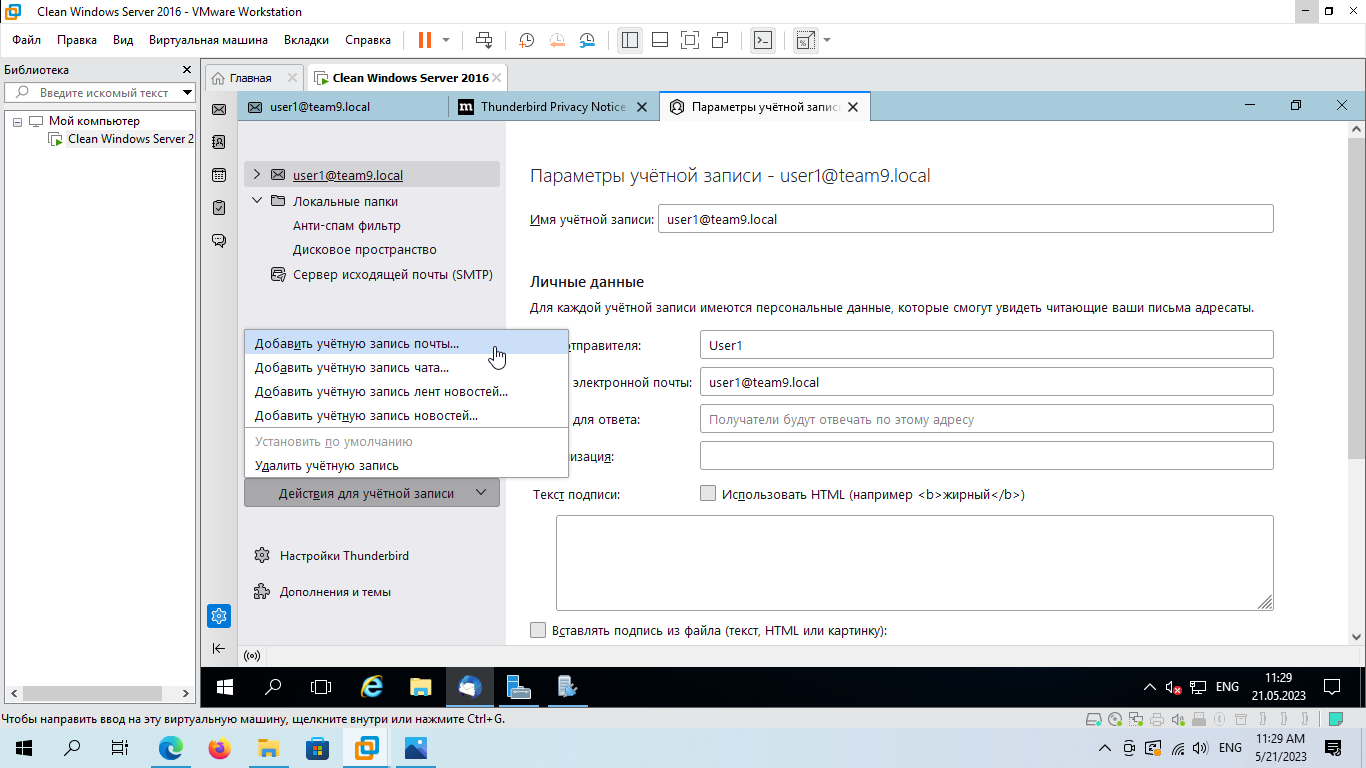 Clean Windows Server 2016 - VMware Workstation
Файл Правка Вид Виртуальная машина Вкладки Справка
Библиотека
Введите искомый текст
Мой компьютер
Clean Windows Server 2
Главная
Clean Windows Server 2016
user1@team9.local
Thunderbird Privacy Notice
Параметры учётной запис
user1@team9.local
Локальные папки
Анти-спам фильтр
Дисковое пространство
Сервер исходящей почты (SMTP)
Добавить учётную запись почты...
Добавить учётную запись чата...
Добавить учётную запись лент новостей...
Добавить учётную запись новостей...
Установить по умолчанию
Удалить учётную запись
Действия для учётной записи
Настройки Thunderbird
Дополнения и темы
Параметры учётной записи - user1@team9.local
Имя учётной записи: user1@team9.local
Личные данные
Для каждой учётной записи имеются персональные данные, которые смогут увидеть читающие ваши письма адресаты.
отправителя: User1
электронной почты: user1@team9.local
для ответа: Получатели будут отвечать по этому адресу
изация:
Текст подписи: Использовать HTML (например <b>жирный</b>)
Вставлять подпись из файла (текст, HTML или картинку):
ENG
11:29
21.05.2023
Чтобы направить ввод на эту виртуальную машину, щелкните внутри или нажмите Ctrl+G.
ENG
11:29 AM
5/21/2023